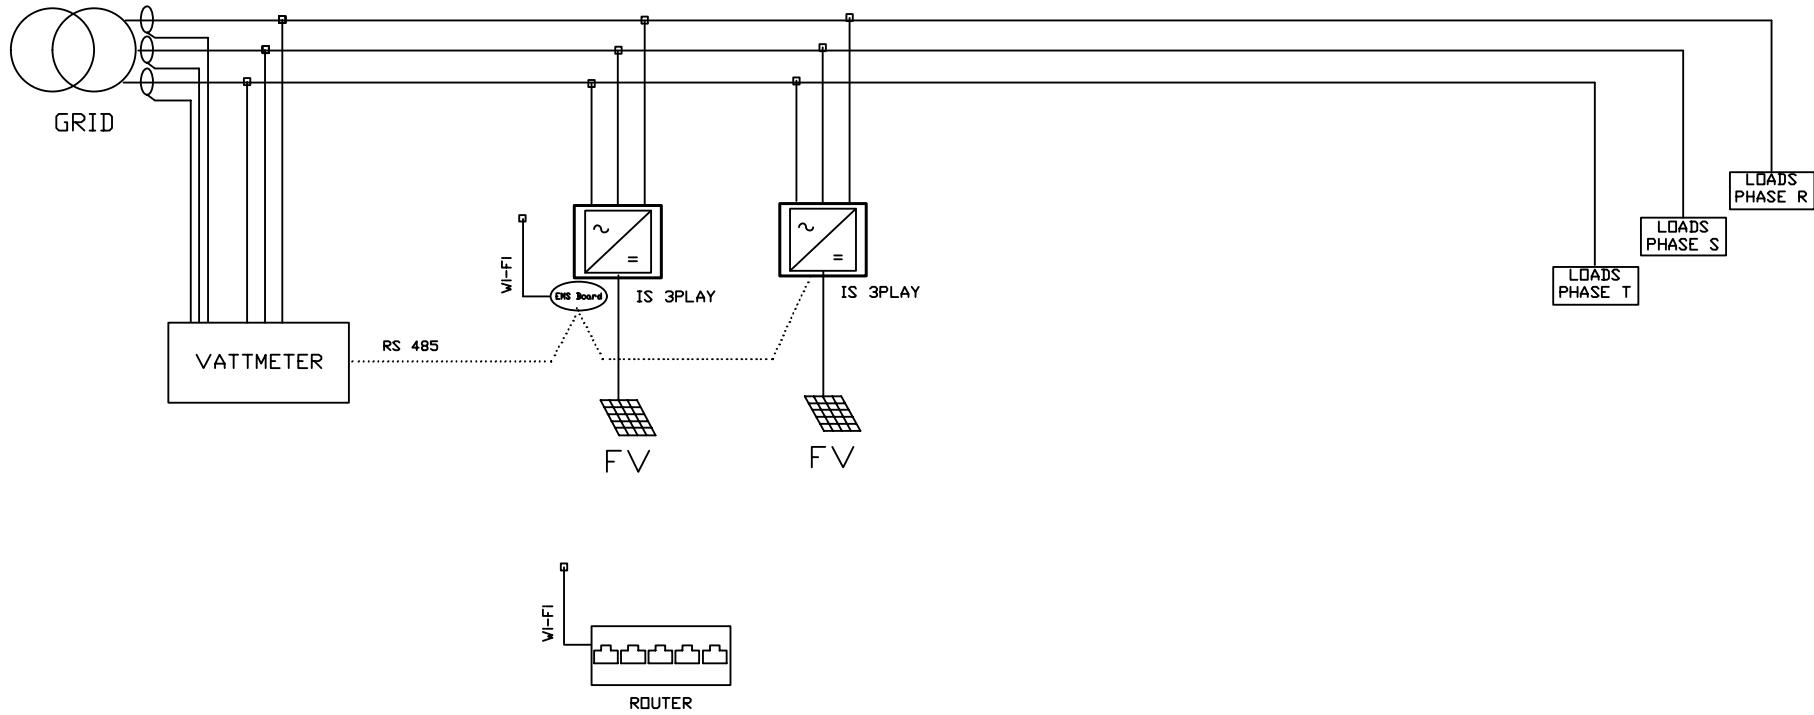 GRID
LOADS
PHASE R
LOADS
PHASE S
LOADS
PHASE T
WI-FI
EMS Board
IS 3PLAY
IS 3PLAY
RS 485
VATTMETER
FV
FV
WI-FI
ROUTER